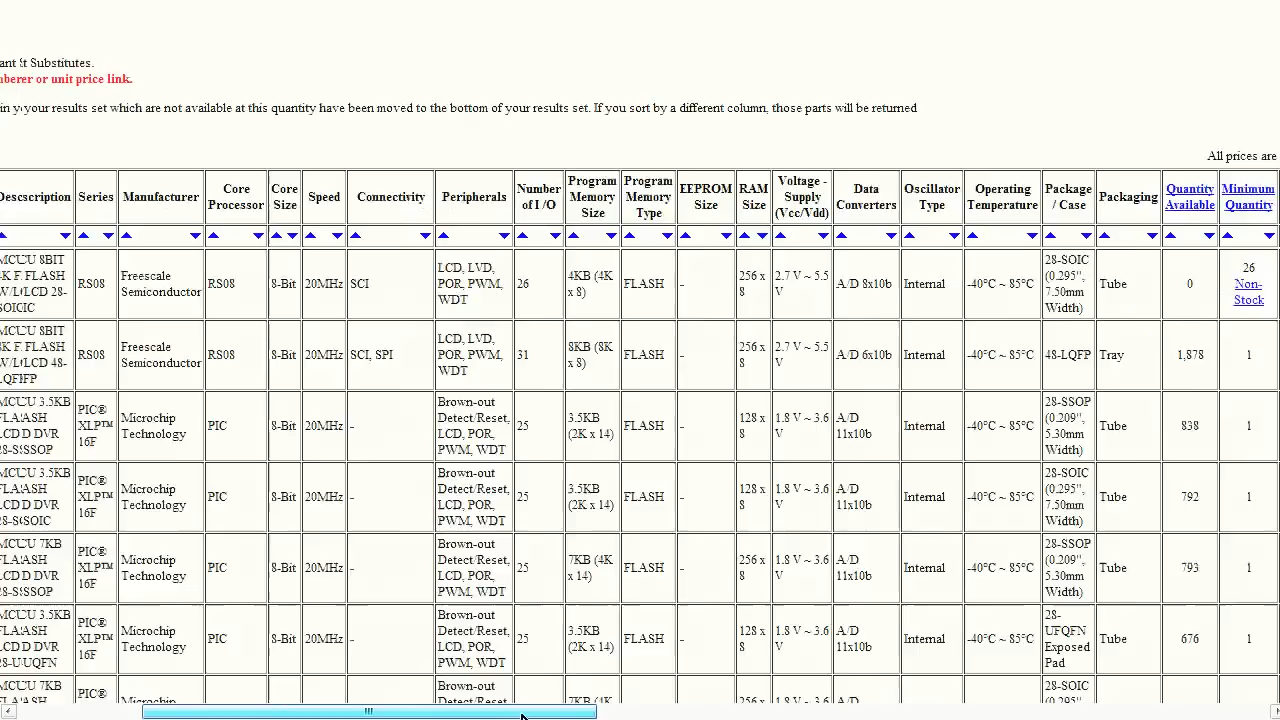 ant St Substitutes.
berer or unit price link.
in your results set which are not available at this quantity have been moved to the bottom of your results set. If you sort by a different column, those parts will be returned
All prices are
Description Series Manufacturer Core Processor Core Size Speed Connectivity Peripherals Number of I /O Program Memory Size Program Memory Type EEPROM Size RAM Size Voltage - Supply (Vcc/Vdd) Data Converters Oscillator Type Operating Temperature Package / Case Packaging Quantity Available Minimum Quantity
28- RS08 Freescale Semiconductor RS08 8-Bit 20MHz SCI LCD, LVD, POR, PWM, WDT 26 4KB (4K x 8) FLASH - 256 x 8 2.7 V ~ 5.5 V A/D 8x10b Internal -40°C ~ 85°C 28-SOIC (0.295", 7.50mm Width) Tube 0 26 Non-Stock
48- RS08 Freescale Semiconductor RS08 8-Bit 20MHz SCI, SPI LCD, LVD, POR, PWM, WDT 31 8KB (8K x 8) FLASH - 256 x 8 2.7 V ~ 5.5 V A/D 6x10b Internal -40°C ~ 85°C 48-LQFP Tray 1,878 1
3.5KB DVR PIC® XLP™ 16F Microchip Technology PIC 8-Bit 20MHz - Brown-out Detect/Reset, LCD, POR, PWM, WDT 25 3.5KB (2K x 14) FLASH - 128 x 8 1.8 V ~ 3.6 V A/D 11x10b Internal -40°C ~ 85°C 28-SSOP (0.209", 5.30mm Width) Tube 838 1
3.5KB DVR PIC® XLP™ 16F Microchip Technology PIC 8-Bit 20MHz - Brown-out Detect/Reset, LCD, POR, PWM, WDT 25 3.5KB (2K x 14) FLASH - 128 x 8 1.8 V ~ 3.6 V A/D 11x10b Internal -40°C ~ 85°C 28-SOIC (0.295", 7.50mm Width) Tube 792 1
7KB DVR PIC® XLP™ 16F Microchip Technology PIC 8-Bit 20MHz - Brown-out Detect/Reset, LCD, POR, PWM, WDT 25 7KB (4K x 14) FLASH - 256 x 8 1.8 V ~ 3.6 V A/D 11x10b Internal -40°C ~ 85°C 28-SSOP (0.209", 5.30mm Width) Tube 793 1
3.5KB DVR PIC® XLP™ 16F Microchip Technology PIC 8-Bit 20MHz - Brown-out Detect/Reset, LCD, POR, PWM, WDT 25 3.5KB (2K x 14) FLASH - 128 x 8 1.8 V ~ 3.6 V A/D 11x10b Internal -40°C ~ 85°C 28-UFQFN Exposed Pad Tube 676 1
7KB PIC® Microchip Brown-out 28-SOIC